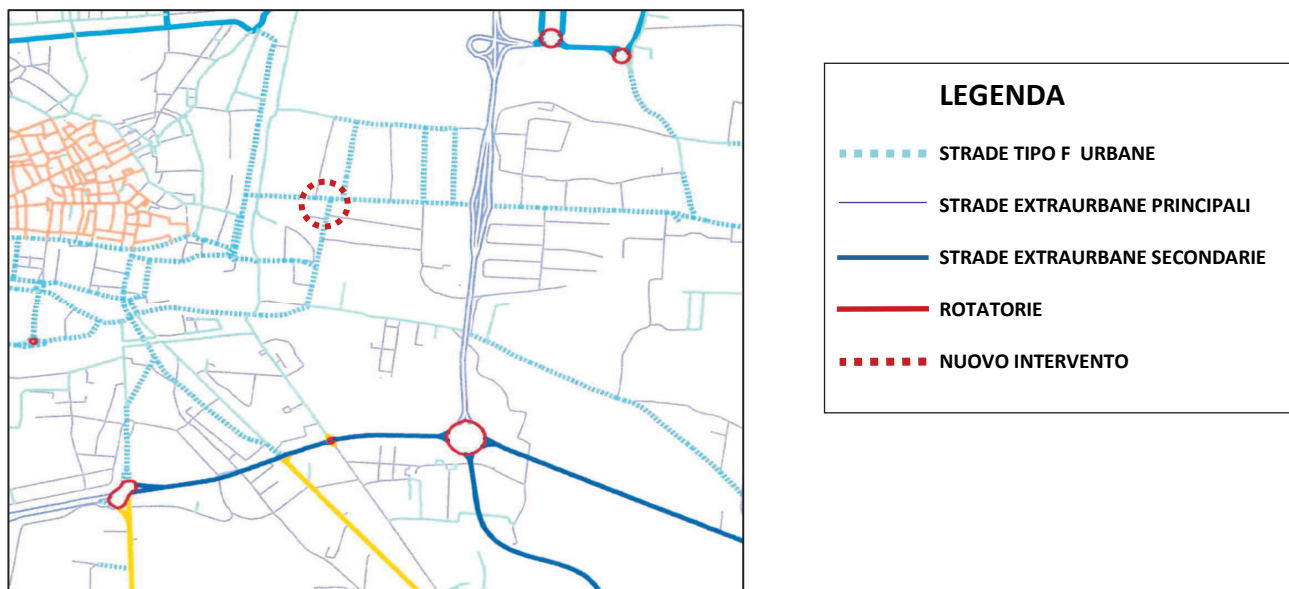 LEGENDA
STRADE TIPO F URBANE
STRADE EXTRAURBANE PRINCIPALI
STRADE EXTRAURBANE SECONDARIE
ROTATORIE
NUOVO INTERVENTO